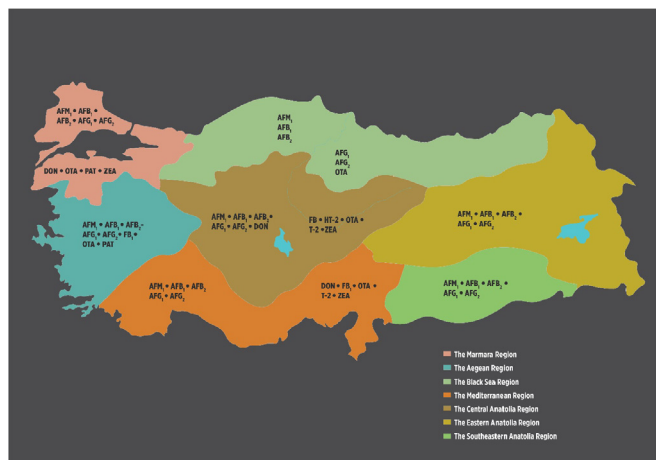 AFM₁ • AFB₁ •
AFB₂ • AFG₁ • AFG₂
DON • OTA • PAT • ZEA
AFM₁
AFB₁
AFB₂
AFG₁
AFG₂
OTA
AFM₁ • AFB₁ • AFB₂-
AFG₁ • AFG₂ • FB₁ •
OTA • PAT
AFM₁ • AFB₁ • AFB₂ •
AFG₁ • AFG₂ • DON
FB • HT-2 • OTA •
T-2 • ZEA
AFM₁ • AFB₁ • AFB₂ •
AFG₁ • AFG₂
AFM₁ • AFB₁ • AFB₂
AFG₁ • AFG₂
DON • FB₁ • OTA •
T-2 • ZEA
AFM₁ • AFB₁ • AFB₂ •
AFG₁ • AFG₂
The Marmara Region
The Aegean Region
The Black Sea Region
The Mediterranean Region
The Central Anatolia Region
The Eastern Anatolia Region
The Southeastern Anatolia Region